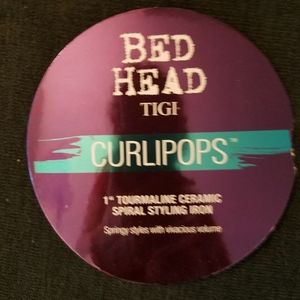 BED
HEAD
TIGI
CURLIPOPS™
1" TOURMALINE CERAMIC
SPIRAL STYLING IRON
Springy styles with vivacious volume